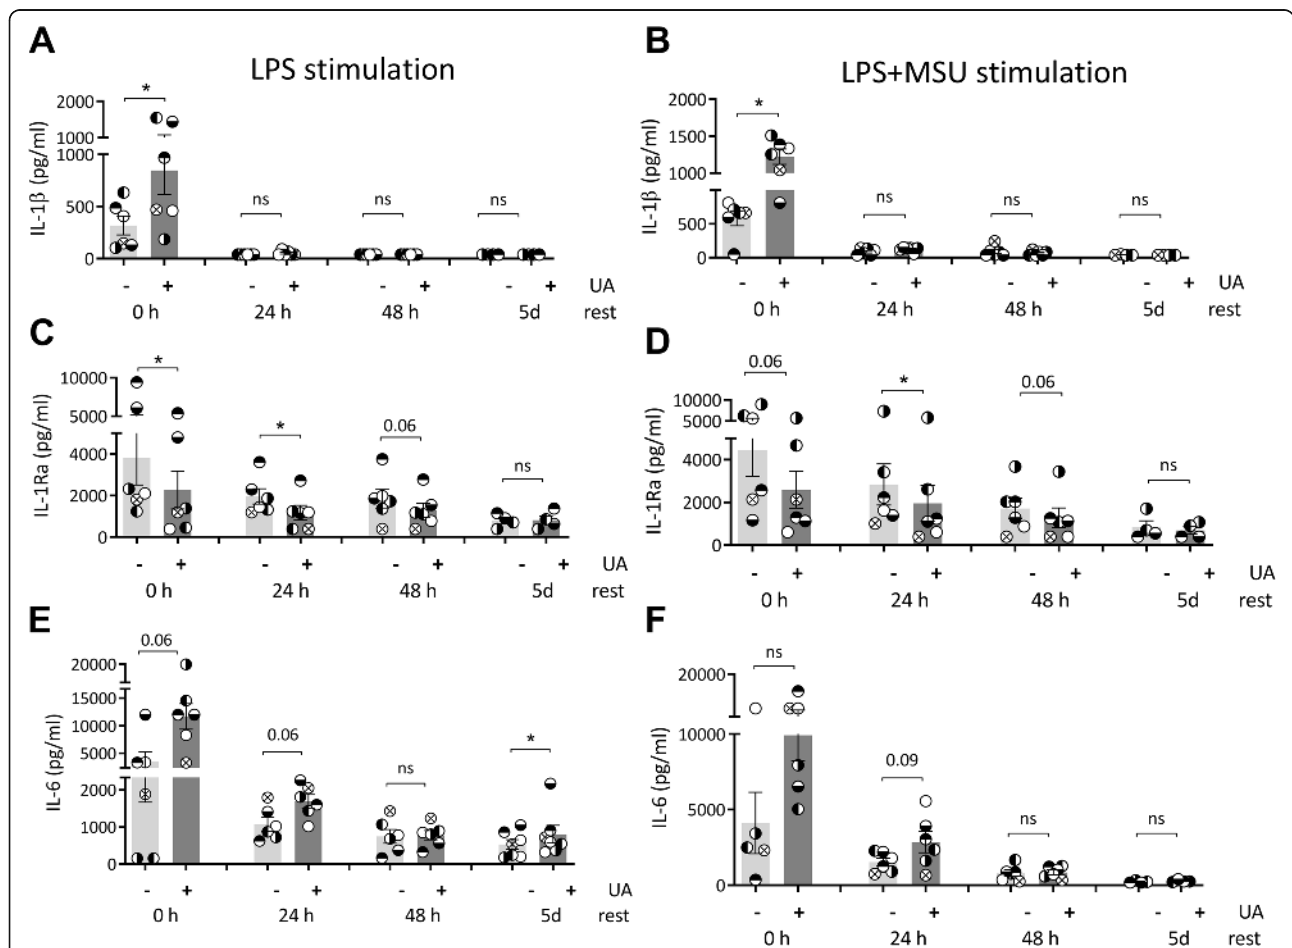 A
LPS stimulation
IL-1β (pg/ml)
2000
1000
1000
500
0
*
ns
ns
ns
- + - + - + - + UA
0 h 24 h 48 h 5d rest
B
LPS+MSU stimulation
IL-1β (pg/ml)
2000
1500
1000
500
0
*
ns
ns
ns
- + - + - + - + UA
0 h 24 h 48 h 5d rest
C
IL-1Ra (pg/ml)
10000
5000
4000
2000
0
*
*
0.06
ns
- + - + - + - + UA
0 h 24 h 48 h 5d rest
D
IL-1Ra (pg/ml)
10000
5000
6000
4000
2000
0
0.06
*
0.06
ns
- + - + - + - + UA
0 h 24 h 48 h 5d rest
E
IL-6 (pg/ml)
20000
15000
10000
5000
2000
1000
0
0.06
0.06
ns
*
- + - + - + - + UA
0 h 24 h 48 h 5d rest
F
IL-6 (pg/ml)
20000
10000
5000
0
ns
0.09
ns
ns
- + - + - + - + UA
0 h 24 h 48 h 5d rest